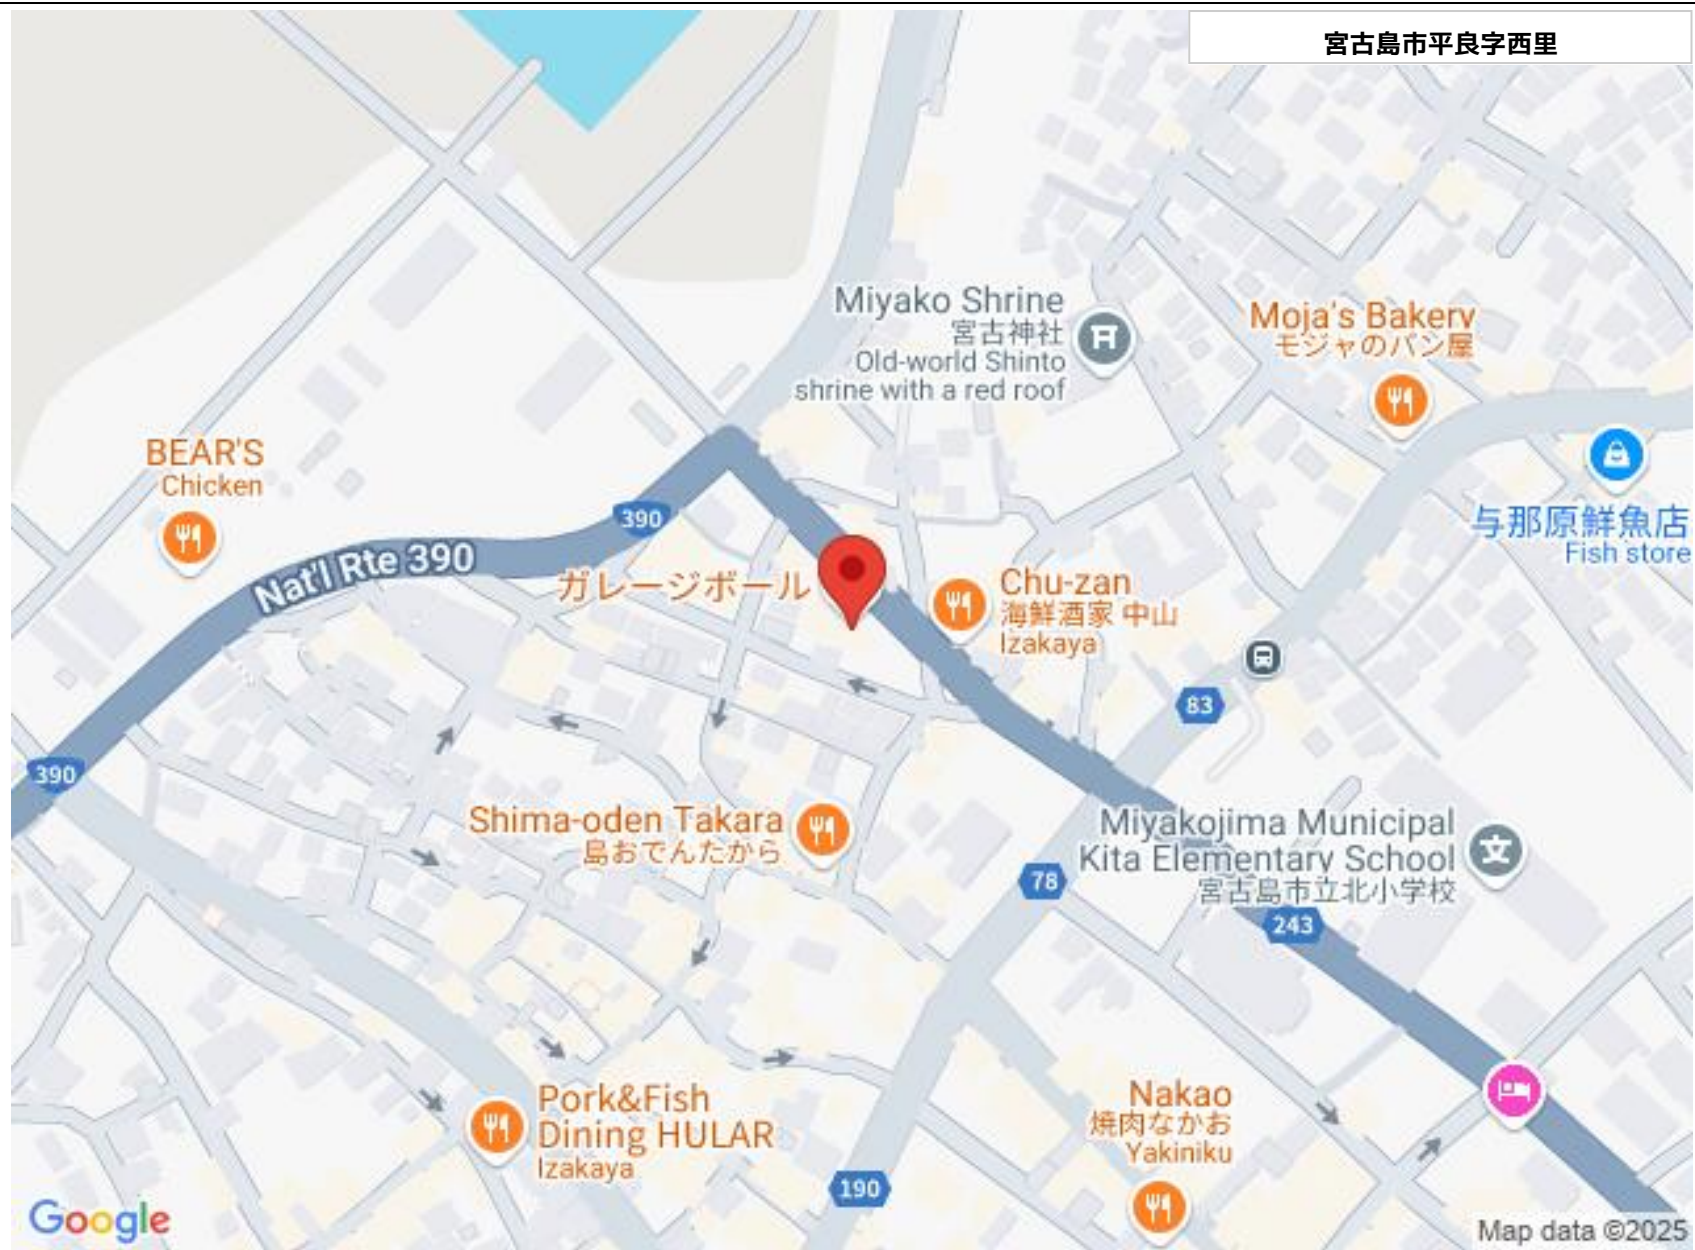 宮古島市平良字西里
Miyako Shrine
宮古神社
Old-world Shinto
shrine with a red roof
Moja's Bakery
モジャのパン屋
BEAR'S
Chicken
390
Nat'l Rte 390
与那原鮮魚店
Fish store
ガレージボール
Chu-zan
海鮮酒家 中山
Izakaya
83
390
Shima-oden Takara
島おでんたから
Miyakojima Municipal
Kita Elementary School
宮古島市立北小学校
78
243
Pork&Fish
Dining HULAR
Izakaya
Nakao
焼肉なかお
Yakiniku
190
Google
Map data ©2025